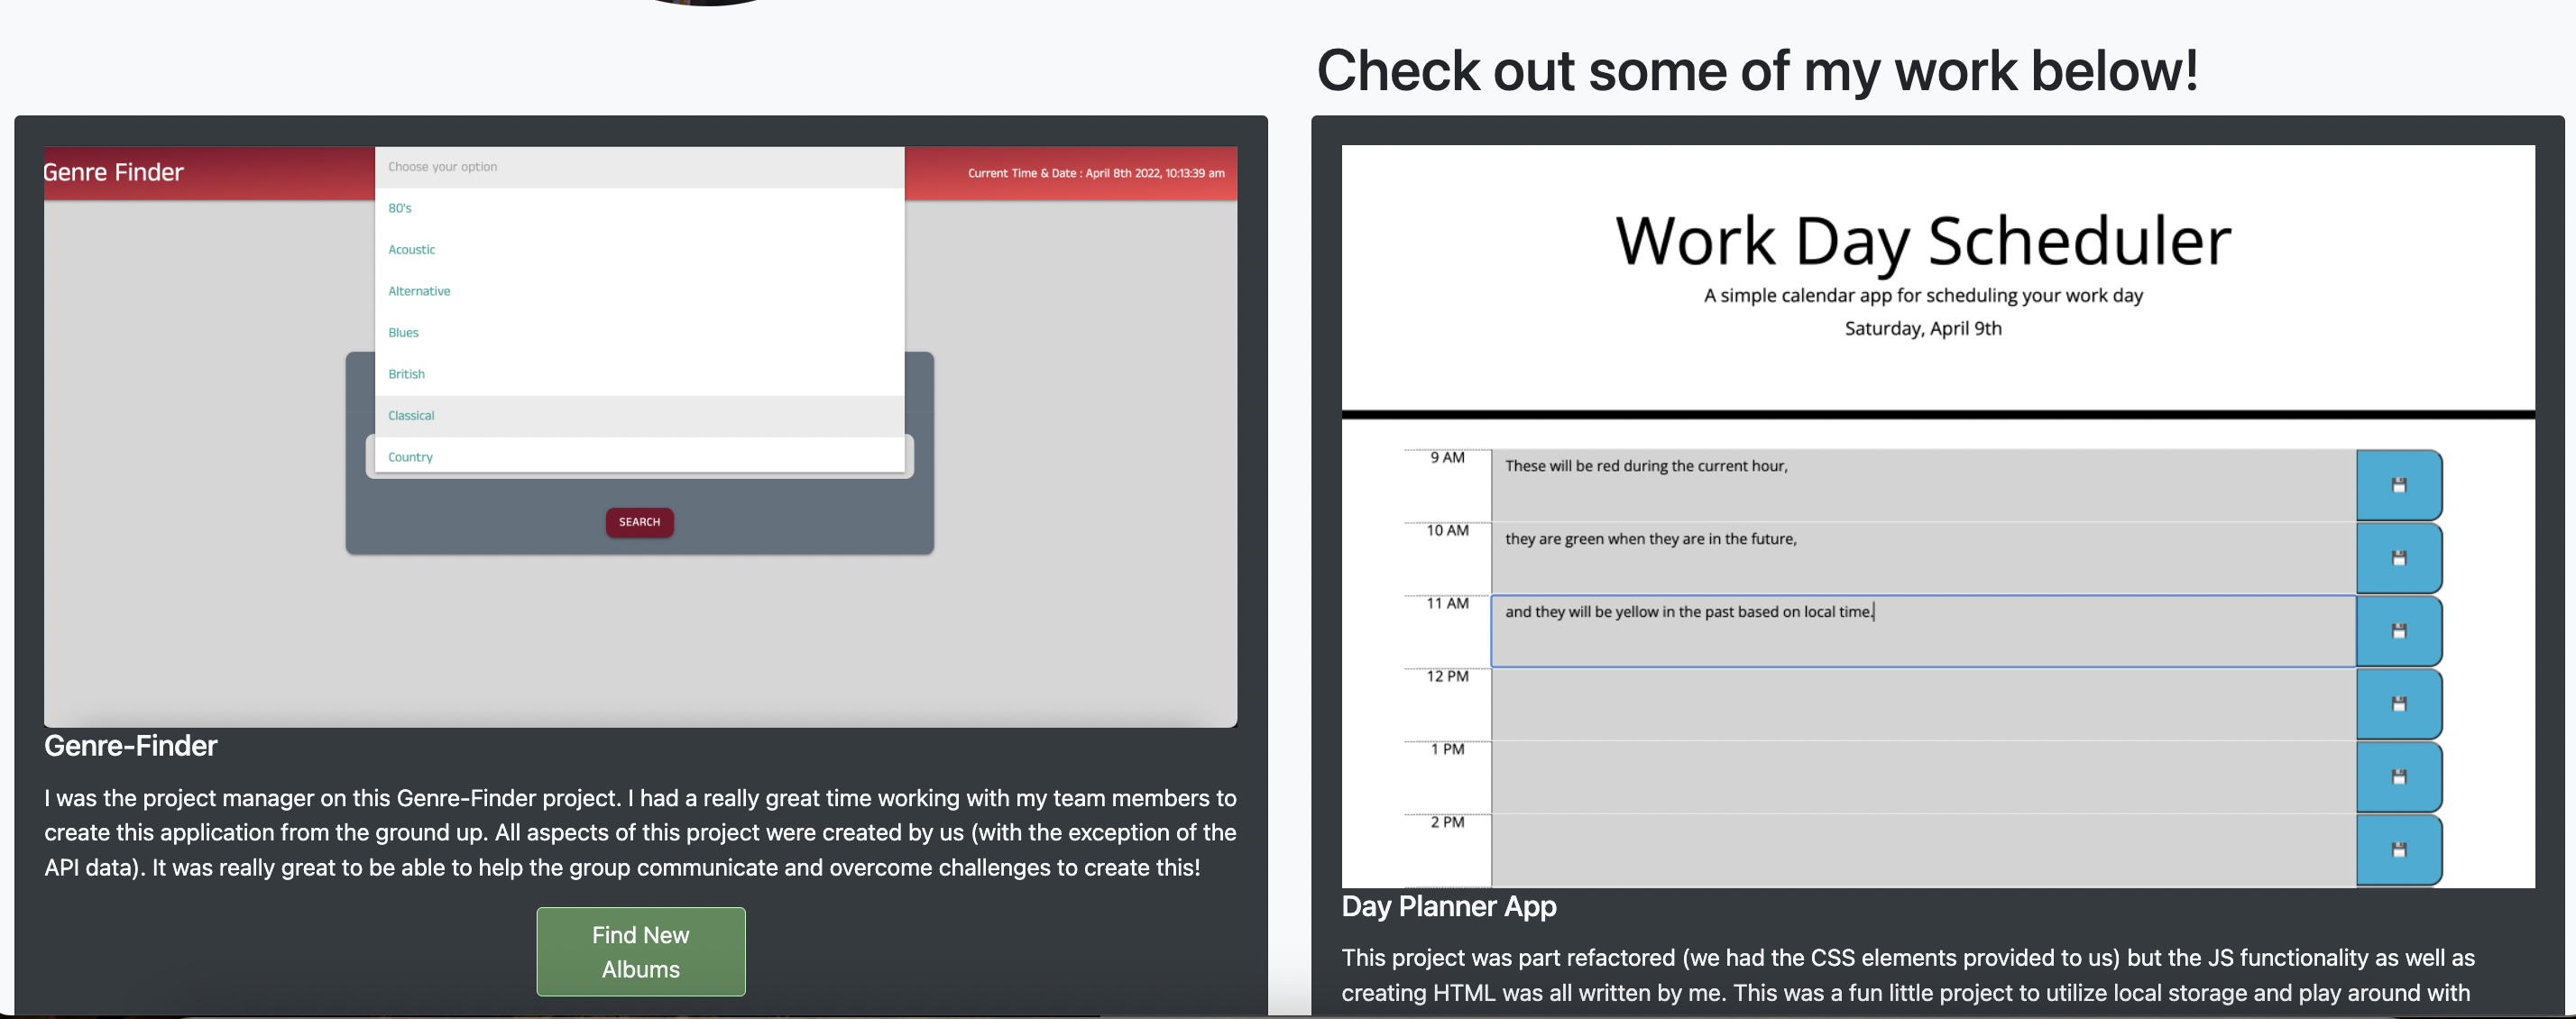 Check out some of my work below!
Genre Finder
Choose your option
Current Time & Date : April 8th 2022, 10:13:39 am
80's
Acoustic
Alternative
Blues
British
Classical
Country
SEARCH
Genre-Finder
I was the project manager on this Genre-Finder project. I had a really great time working with my team members to
create this application from the ground up. All aspects of this project were created by us (with the exception of the
API data). It was really great to be able to help the group communicate and overcome challenges to create this!
Find New
Albums
Work Day Scheduler
A simple calendar app for scheduling your work day
Saturday, April 9th
9 AM
These will be red during the current hour,
10 AM
they are green when they are in the future,
11 AM
and they will be yellow in the past based on local time.
12 PM
1 PM
2 PM
Day Planner App
This project was part refactored (we had the CSS elements provided to us) but the JS functionality as well as
creating HTML was all written by me. This was a fun little project to utilize local storage and play around with